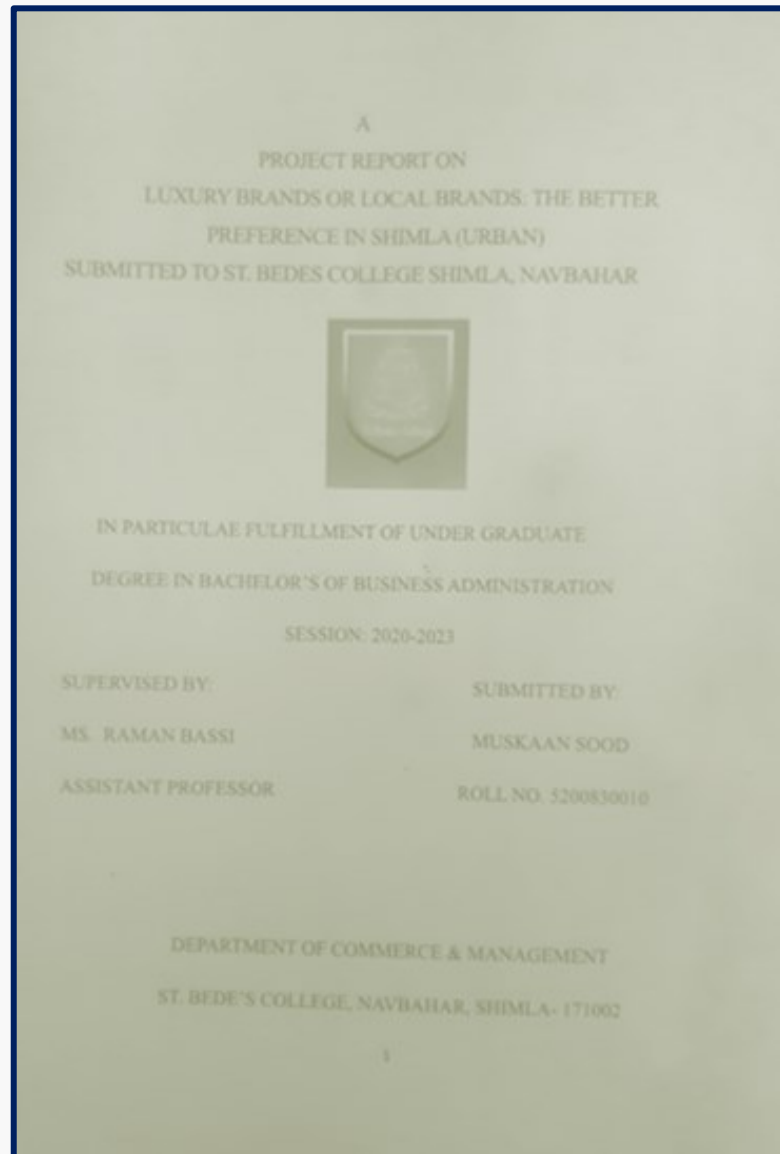 A
PROJECT REPORT ON
LUXURY BRANDS OR LOCAL BRANDS: THE BETTER
PREFERENCE IN SHIMLA (URBAN)
SUBMITTED TO ST. BEDES COLLEGE SHIMLA, NAVBAHAR
IN PARTICULAE FULFILLMENT OF UNDER GRADUATE
DEGREE IN BACHELOR'S OF BUSINESS ADMINISTRATION
SESSION: 2020-2023
SUPERVISED BY:
SUBMITTED BY:
MS. RAMAN BASSI
MUSKAAN SOOD
ASSISTANT PROFESSOR
ROLL NO. 5200830010
DEPARTMENT OF COMMERCE & MANAGEMENT
ST. BEDE'S COLLEGE, NAVBAHAR, SHIMLA- 171002
1